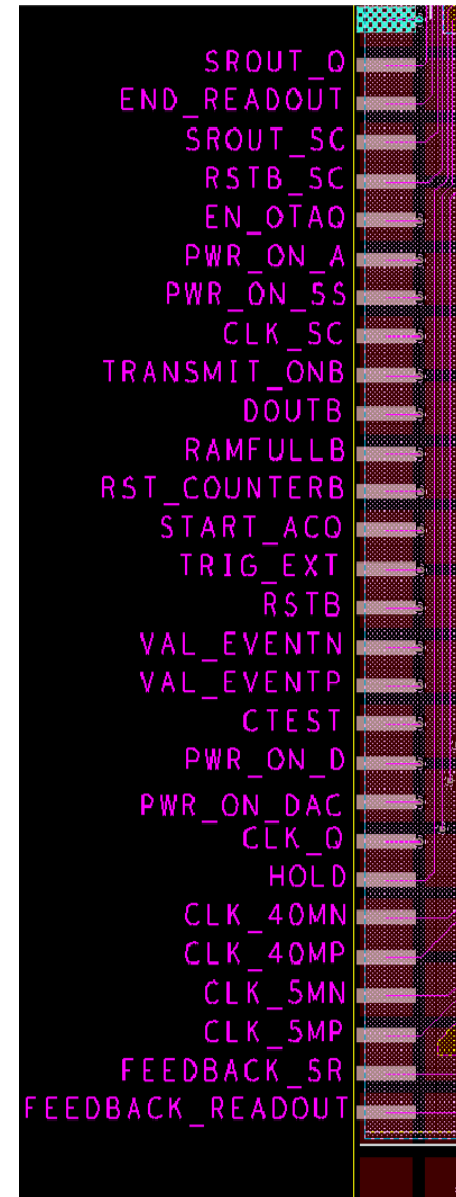 SROUT_Q
END_READOUT
SROUT_SC
RSTB_SC
EN_OTAQ
PWR_ON_A
PWR_ON_5S
CLK_SC
TRANSMIT_ONB
DOUTB
RAMFULLB
RST_COUNTERB
START_ACQ
TRIG_EXT
RSTB
VAL_EVENTN
VAL_EVENTP
CTEST
PWR_ON_D
PWR_ON_DAC
CLK_Q
HOLD
CLK_40MN
CLK_40MP
CLK_5MN
CLK_5MP
FEEDBACK_SR
FEEDBACK_READOUT